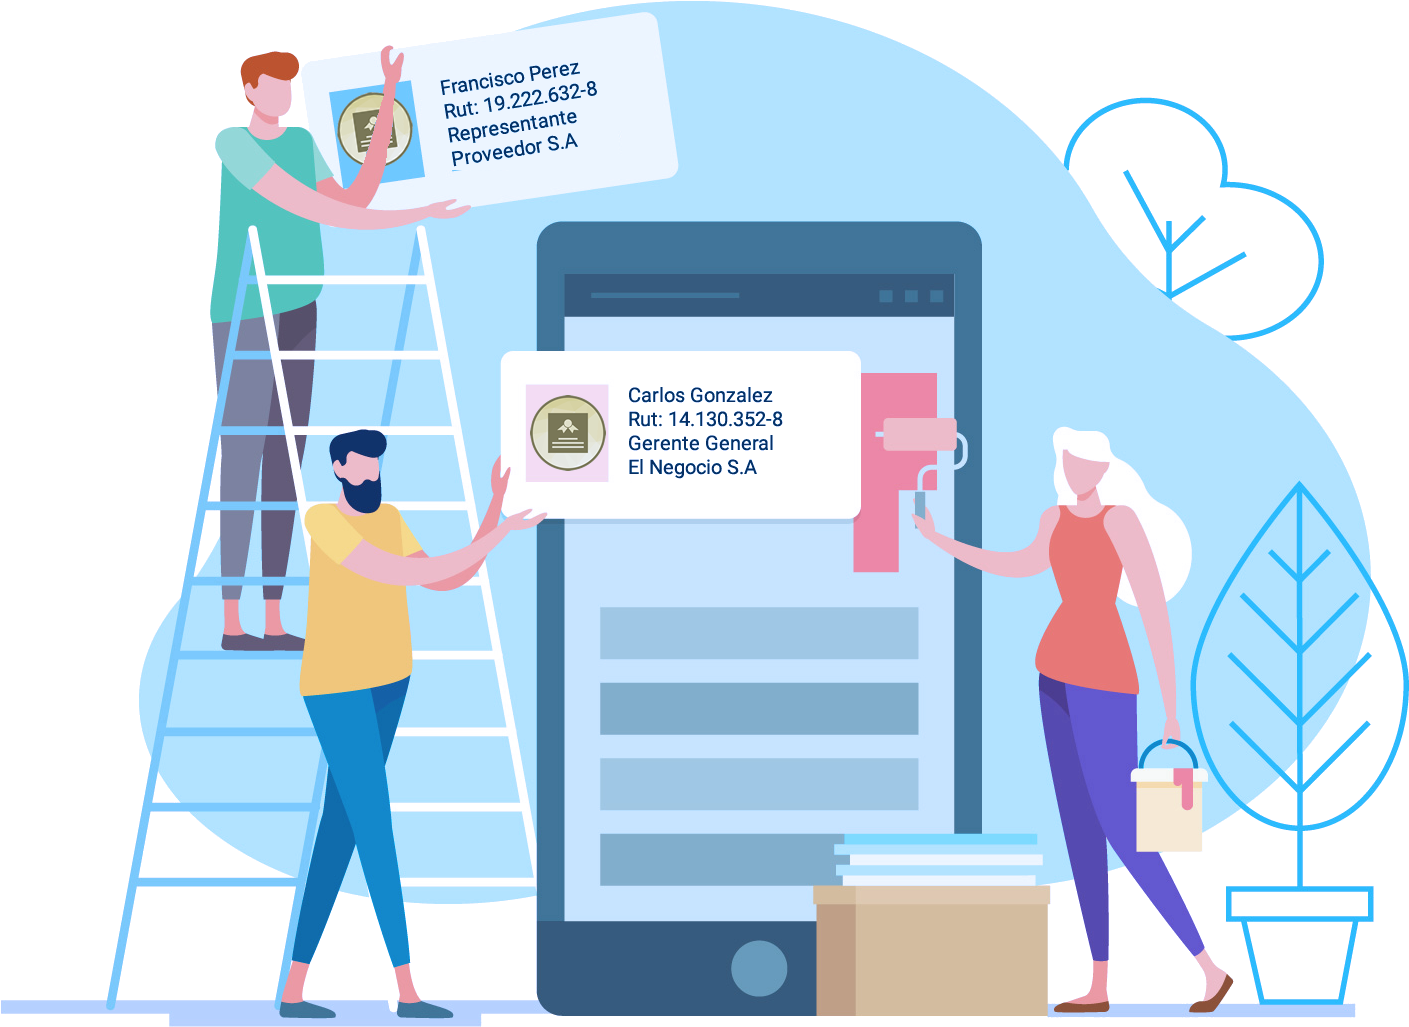 Francisco Perez
Rut: 19.222.632-8
Representante
Proveedor S.A
Carlos Gonzalez
Rut: 14.130.352-8
Gerente General
El Negocio S.A